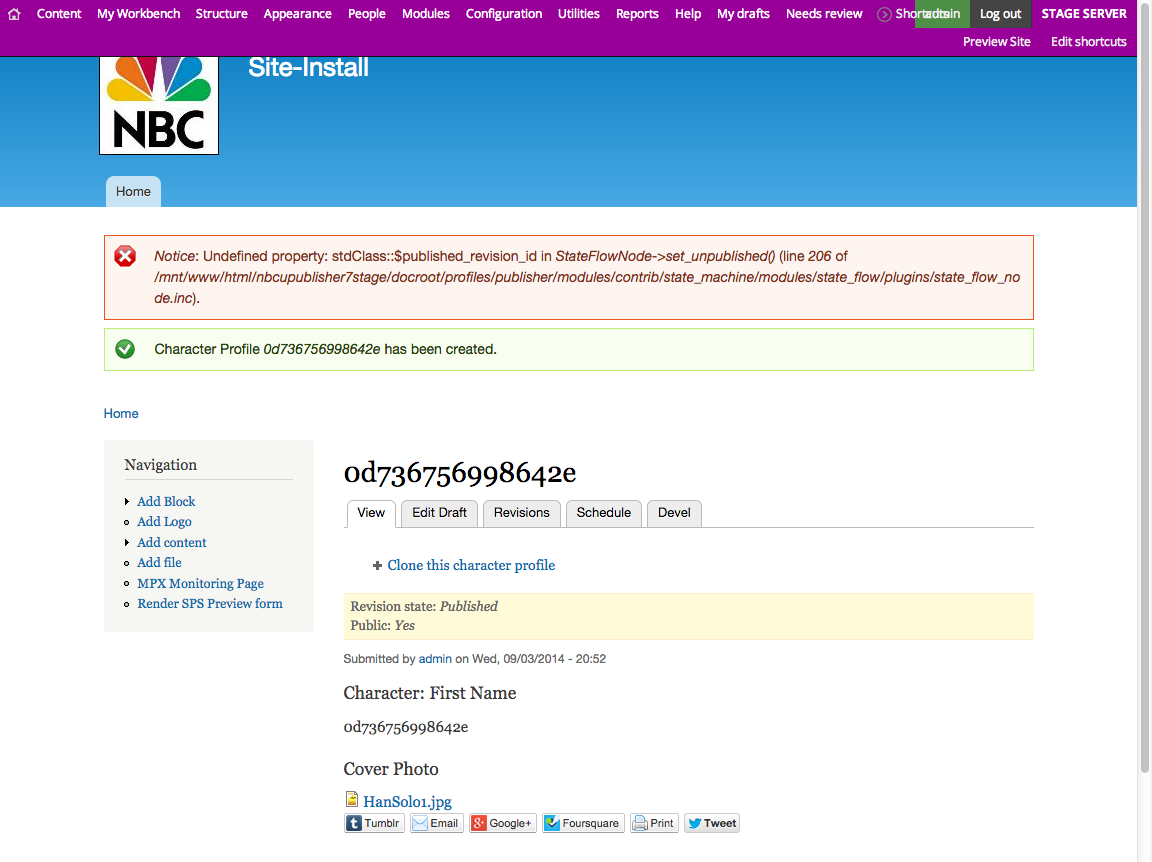 Content My Workbench Structure Appearance People Modules Configuration Utilities Reports Help My drafts Needs review admin Log out STAGE SERVER
Preview Site Edit shortcuts
NBC
Site-Install
Home
Notice: Undefined property: stdClass::$published_revision_id in StateFlowNode->set_unpublished() (line 206 of
/mnt/www/html/nbcupublisher7stage/docroot/profiles/publisher/modules/contrib/state_machine/modules/state_flow/plugins/state_flow_no
de.inc).
Character Profile 0d736756998642e has been created.
Home
Navigation
Add Block
Add Logo
Add content
Add file
MPX Monitoring Page
Render SPS Preview form
0d736756998642e
View Edit Draft Revisions Schedule Devel
Clone this character profile
Revision state: Published
Public: Yes
Submitted by admin on Wed, 09/03/2014 - 20:52
Character: First Name
0d736756998642e
Cover Photo
HanSolo1.jpg
Tumblr Email Google+ Foursquare Print Tweet